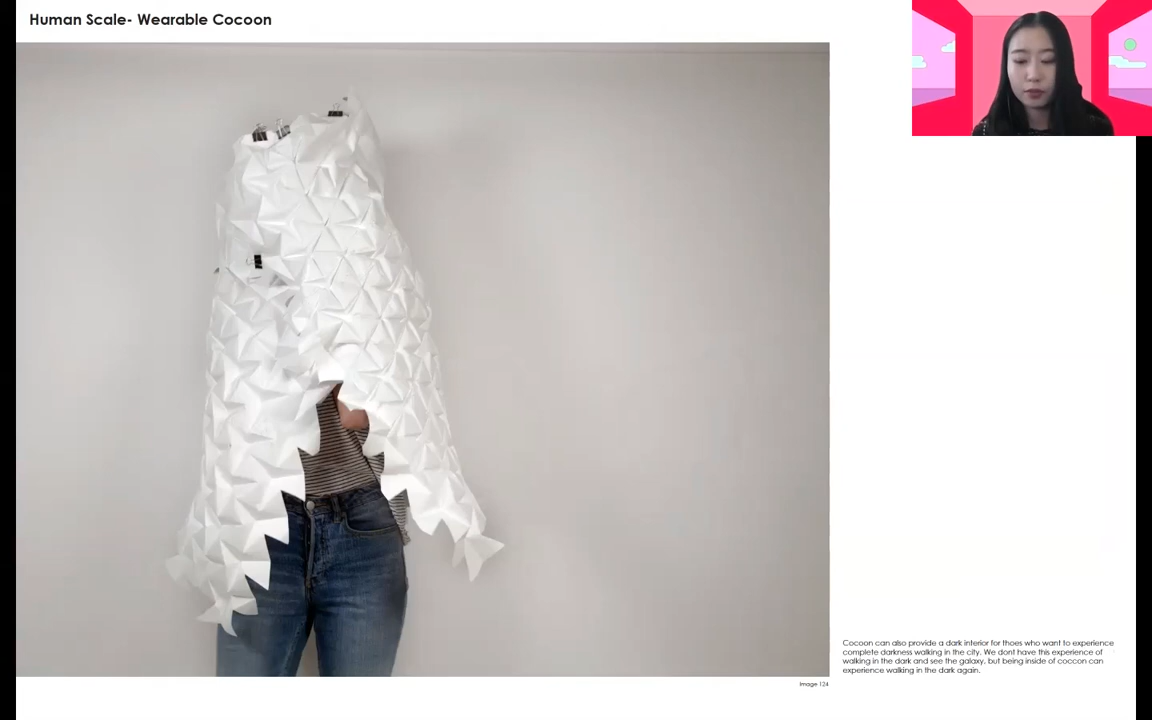 Human Scale- Wearable Cocoon
Cocoon can also provide a dark interior for thoes who want to experience
complete darkness walking in the city. We dont have this experience of
walking in the dark and see the galaxy. but being inside of coccon can
experience walking in the dark again.
Image 124